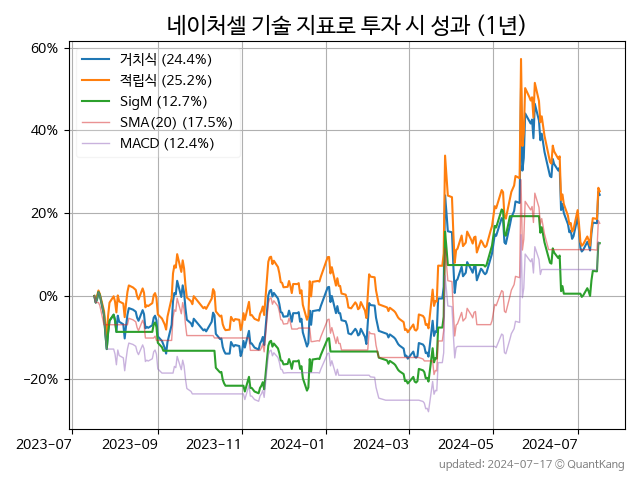 네이처셀 기술 지표로 투자 시 성과 (1년)
60%
40%
20%
0%
−20%
거치식 (24.4%)
적립식 (25.2%)
SigM (12.7%)
SMA(20) (17.5%)
MACD (12.4%)
2023-07 2023-09 2023-11 2024-01 2024-03 2024-05 2024-07
updated: 2024-07-17 © QuantKang